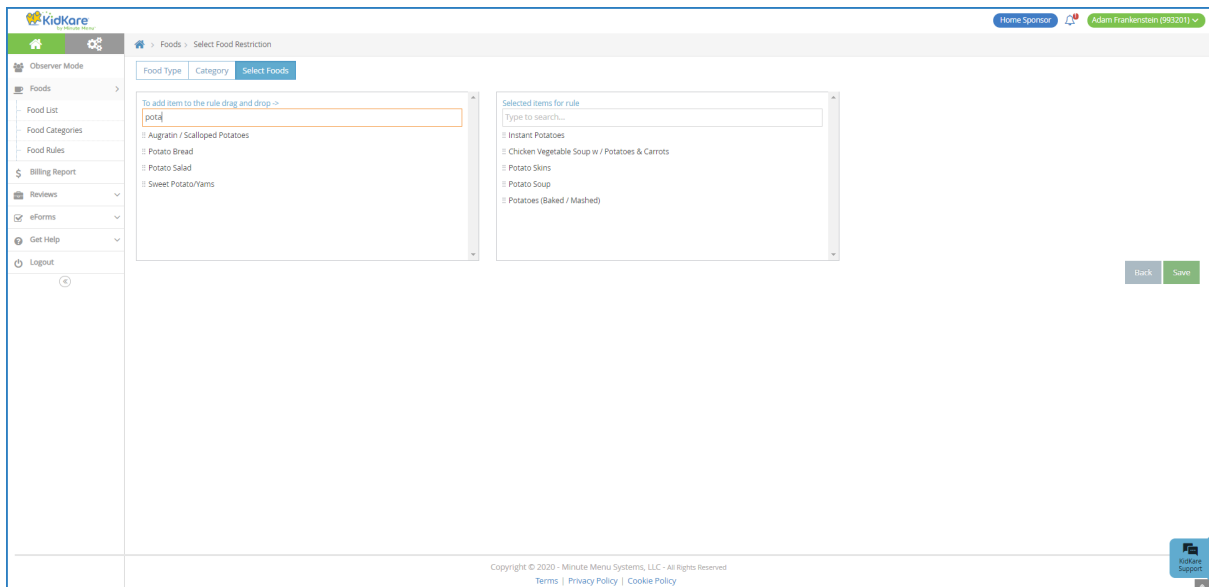 KidKare
by Minute Menu
Home Sponsor
Adam Frankenstein (993201)
Foods > Select Food Restriction
Observer Mode
Foods
Food List
Food Categories
Food Rules
Billing Report
Reviews
eForms
Get Help
Logout
Food Type Category Select Foods
To add item to the rule drag and drop ->
pota
Augratin / Scalloped Potatoes
Potato Bread
Potato Salad
Sweet Potato/Yams
Selected items for rule
Type to search...
Instant Potatoes
Chicken Vegetable Soup w / Potatoes & Carrots
Potato Skins
Potato Soup
Potatoes (Baked / Mashed)
Back Save
Copyright © 2020 - Minute Menu Systems, LLC - All Rights Reserved
Terms | Privacy Policy | Cookie Policy
KidKare
Support